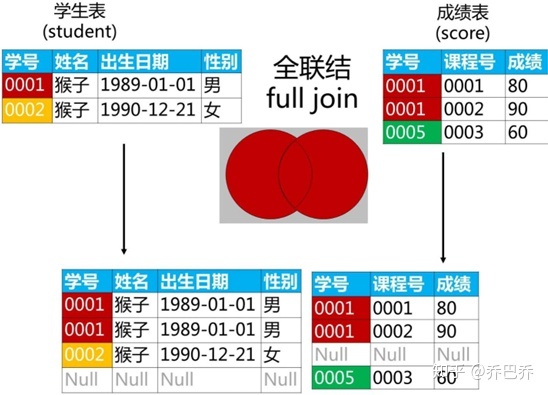 学生表
(student)
学号 姓名 出生日期 性别
0001 猴子 1989-01-01 男
0002 猴子 1990-12-21 女
全联结
full join
成绩表
(score)
学号 课程号 成绩
0001 0001 80
0001 0002 90
0005 0003 60
学号 姓名 出生日期 性别
0001 猴子 1989-01-01 男
0001 猴子 1989-01-01 男
0002 猴子 1990-12-21 女
Null Null Null Null
学号 课程号 成绩
0001 0001 80
0001 0002 90
Null Null Null
0005 0003 60
知乎 @乔巴乔